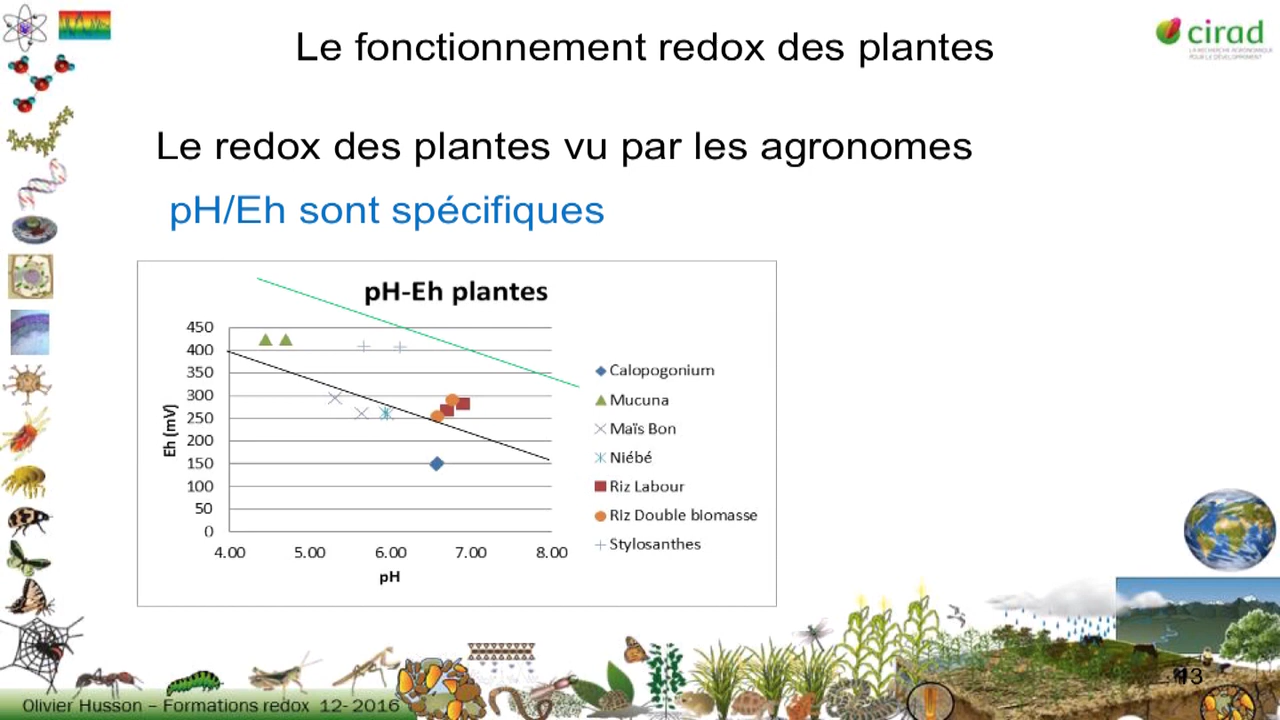 Le fonctionnement redox des plantes
cirad
LA RECHERCHE AGRONOMIQUE
POUR LE DÉVELOPPEMENT
Le redox des plantes vu par les agronomes
pH/Eh sont spécifiques
pH-Eh plantes
450
400
350
300
250
200
150
100
50
0
Eh (mV)
4.00 5.00 6.00 7.00 8.00
pH
Calopogonium
Mucuna
Maïs Bon
Niébé
Riz Labour
Riz Double biomasse
Stylosanthes
Olivier Husson – Formations redox 12- 2016